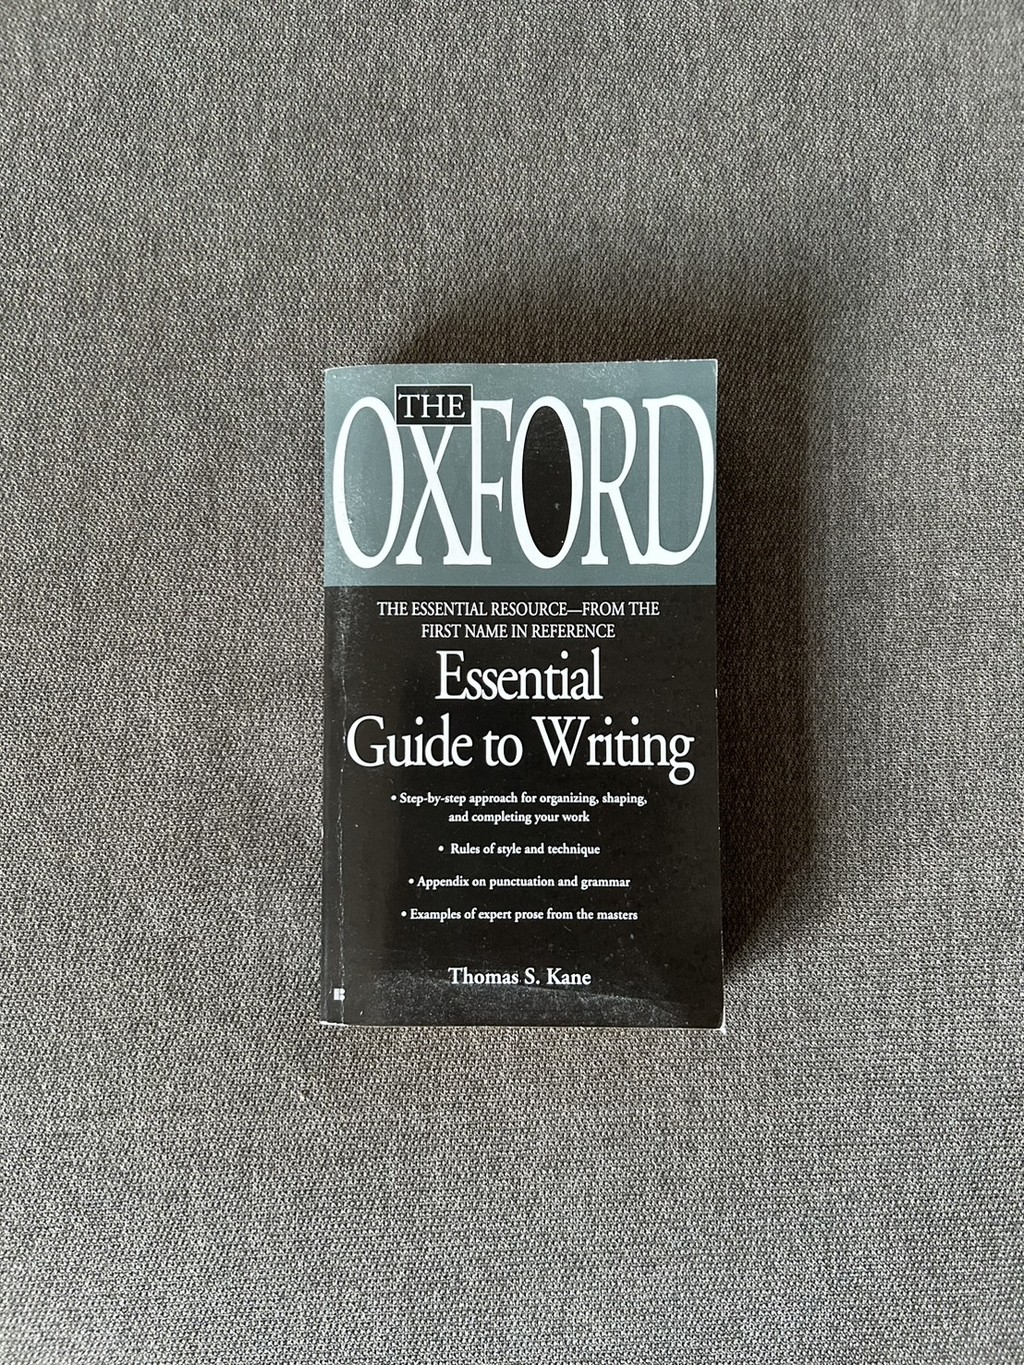 THE
OXFORD
THE ESSENTIAL RESOURCE—FROM THE
FIRST NAME IN REFERENCE
Essential
Guide to Writing
• Step-by-step approach for organizing, shaping,
and completing your work
• Rules of style and technique
• Appendix on punctuation and grammar
• Examples of expert prose from the masters
Thomas S. Kane
B